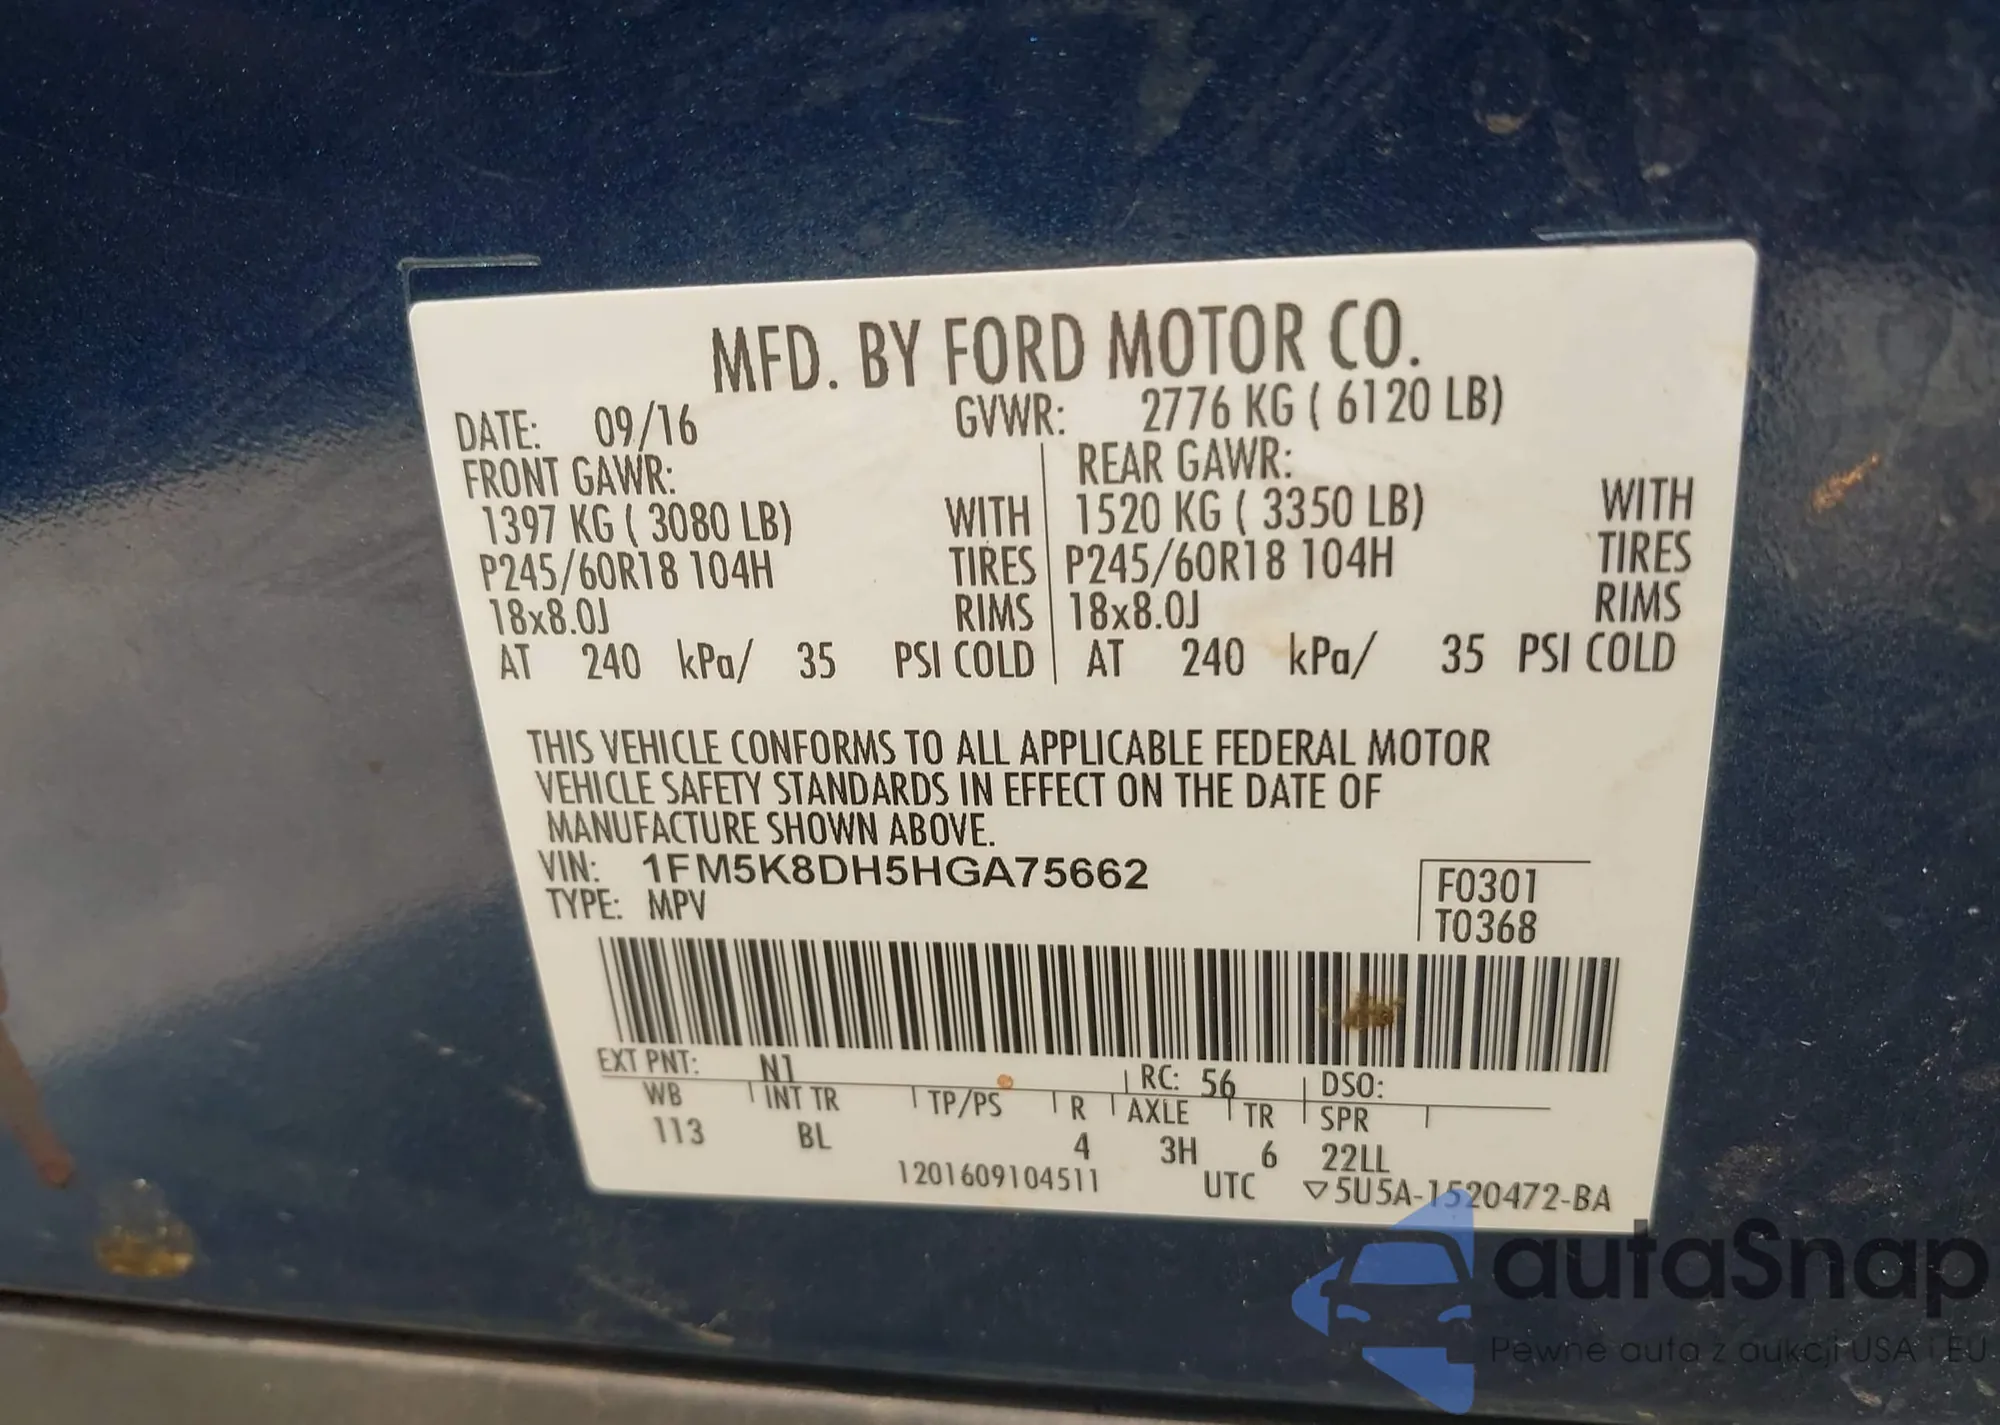 MFD. BY FORD MOTOR CO.
DATE: 09/16 GVWR: 2776 KG ( 6120 LB)
FRONT GAWR: REAR GAWR:
1397 KG ( 3080 LB) WITH 1520 KG ( 3350 LB) WITH
P245/60R18 104H TIRES P245/60R18 104H TIRES
18x8.0J RIMS 18x8.0J RIMS
AT 240 kPa/ 35 PSI COLD AT 240 kPa/ 35 PSI COLD
THIS VEHICLE CONFORMS TO ALL APPLICABLE FEDERAL MOTOR
VEHICLE SAFETY STANDARDS IN EFFECT ON THE DATE OF
MANUFACTURE SHOWN ABOVE.
VIN: 1FM5K8DH5HGA75662 F0301
TYPE: MPV T0368
EXT PNT: N1 RC: 56 DSO:
WB INT TR TP/PS R AXLE TR SPR
113 BL 4 3H 6 22LL
1201609104511 UTC ▽5U5A-1520472-BA
autaSnap
Pewne auta z aukcji USA i EU